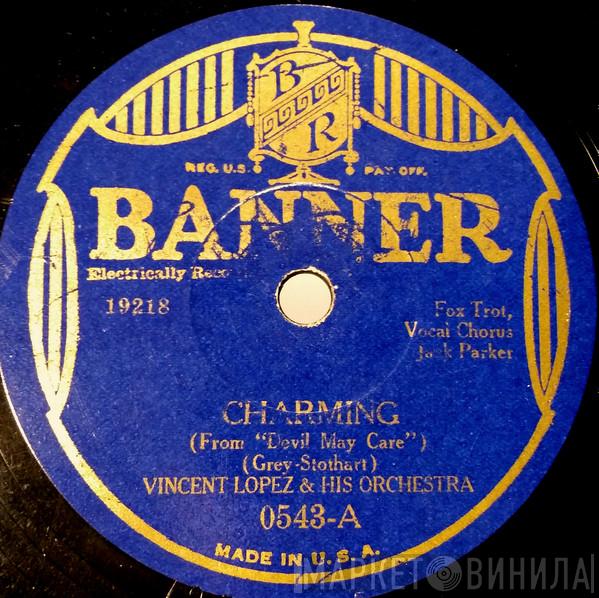 B
R
REG. U.S. PAT. OFF.
BANNER
Electrically
19218
Fox Trot,
Vocal Chorus
Jack Parker
CHARMING
(From "Devil May Care")
(Grey-Stothart)
VINCENT LOPEZ & HIS ORCHESTRA
0543-A
MADE IN U.S.A.
МАРКЕТ ВИНИЛА